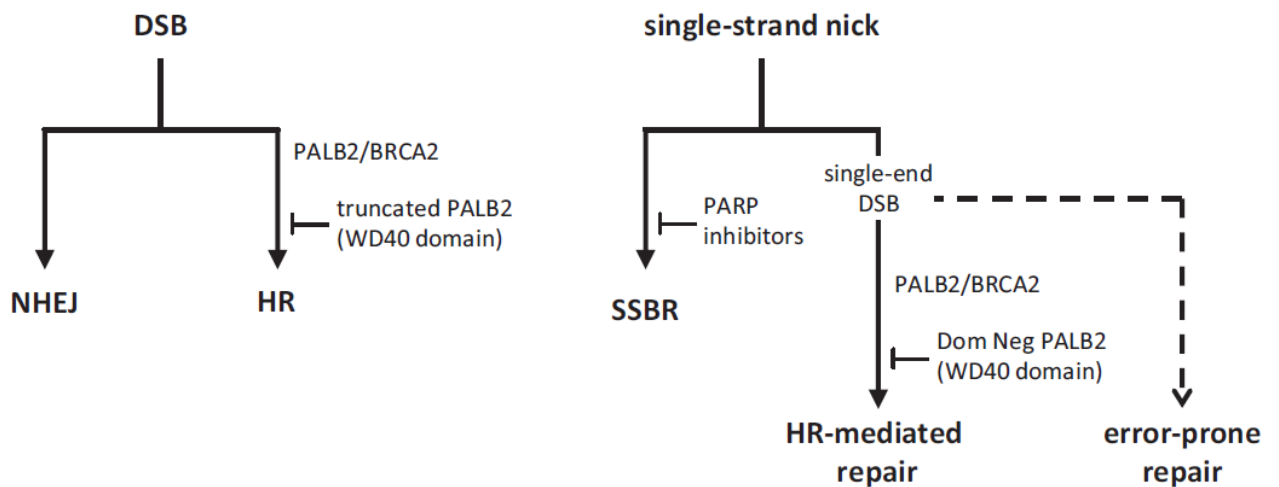 DSB
PALB2/BRCA2
truncated PALB2
(WD40 domain)
NHEJ
HR
single-strand nick
single-end
DSB
PARP
inhibitors
SSBR
PALB2/BRCA2
Dom Neg PALB2
(WD40 domain)
HR-mediated
repair
error-prone
repair